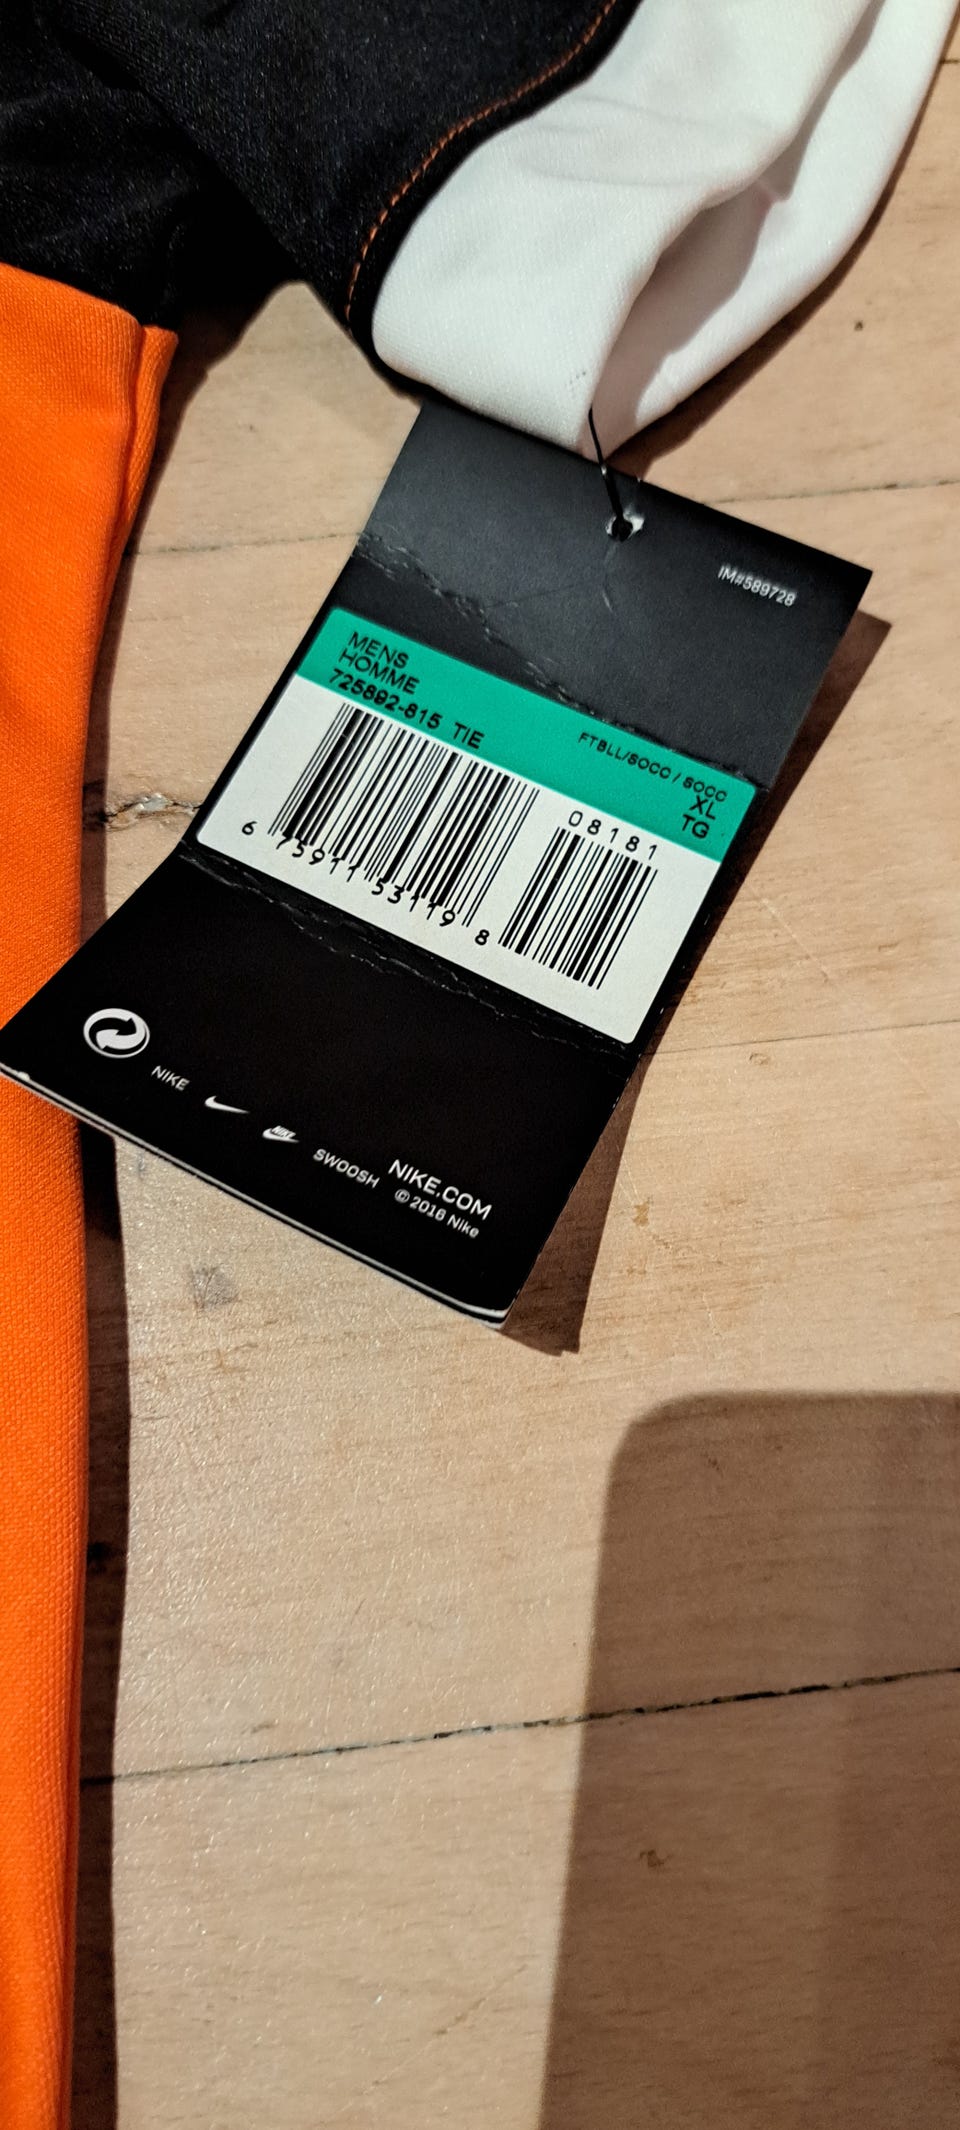 IM#589728
MENS
HOMME
725892-815 TIE
FTBLL/SOCC / SOCC
XL
TG
08181
6 75911 53119 8
NIKE NIKE SWOOSH
NIKE.COM
© 2016 Nike